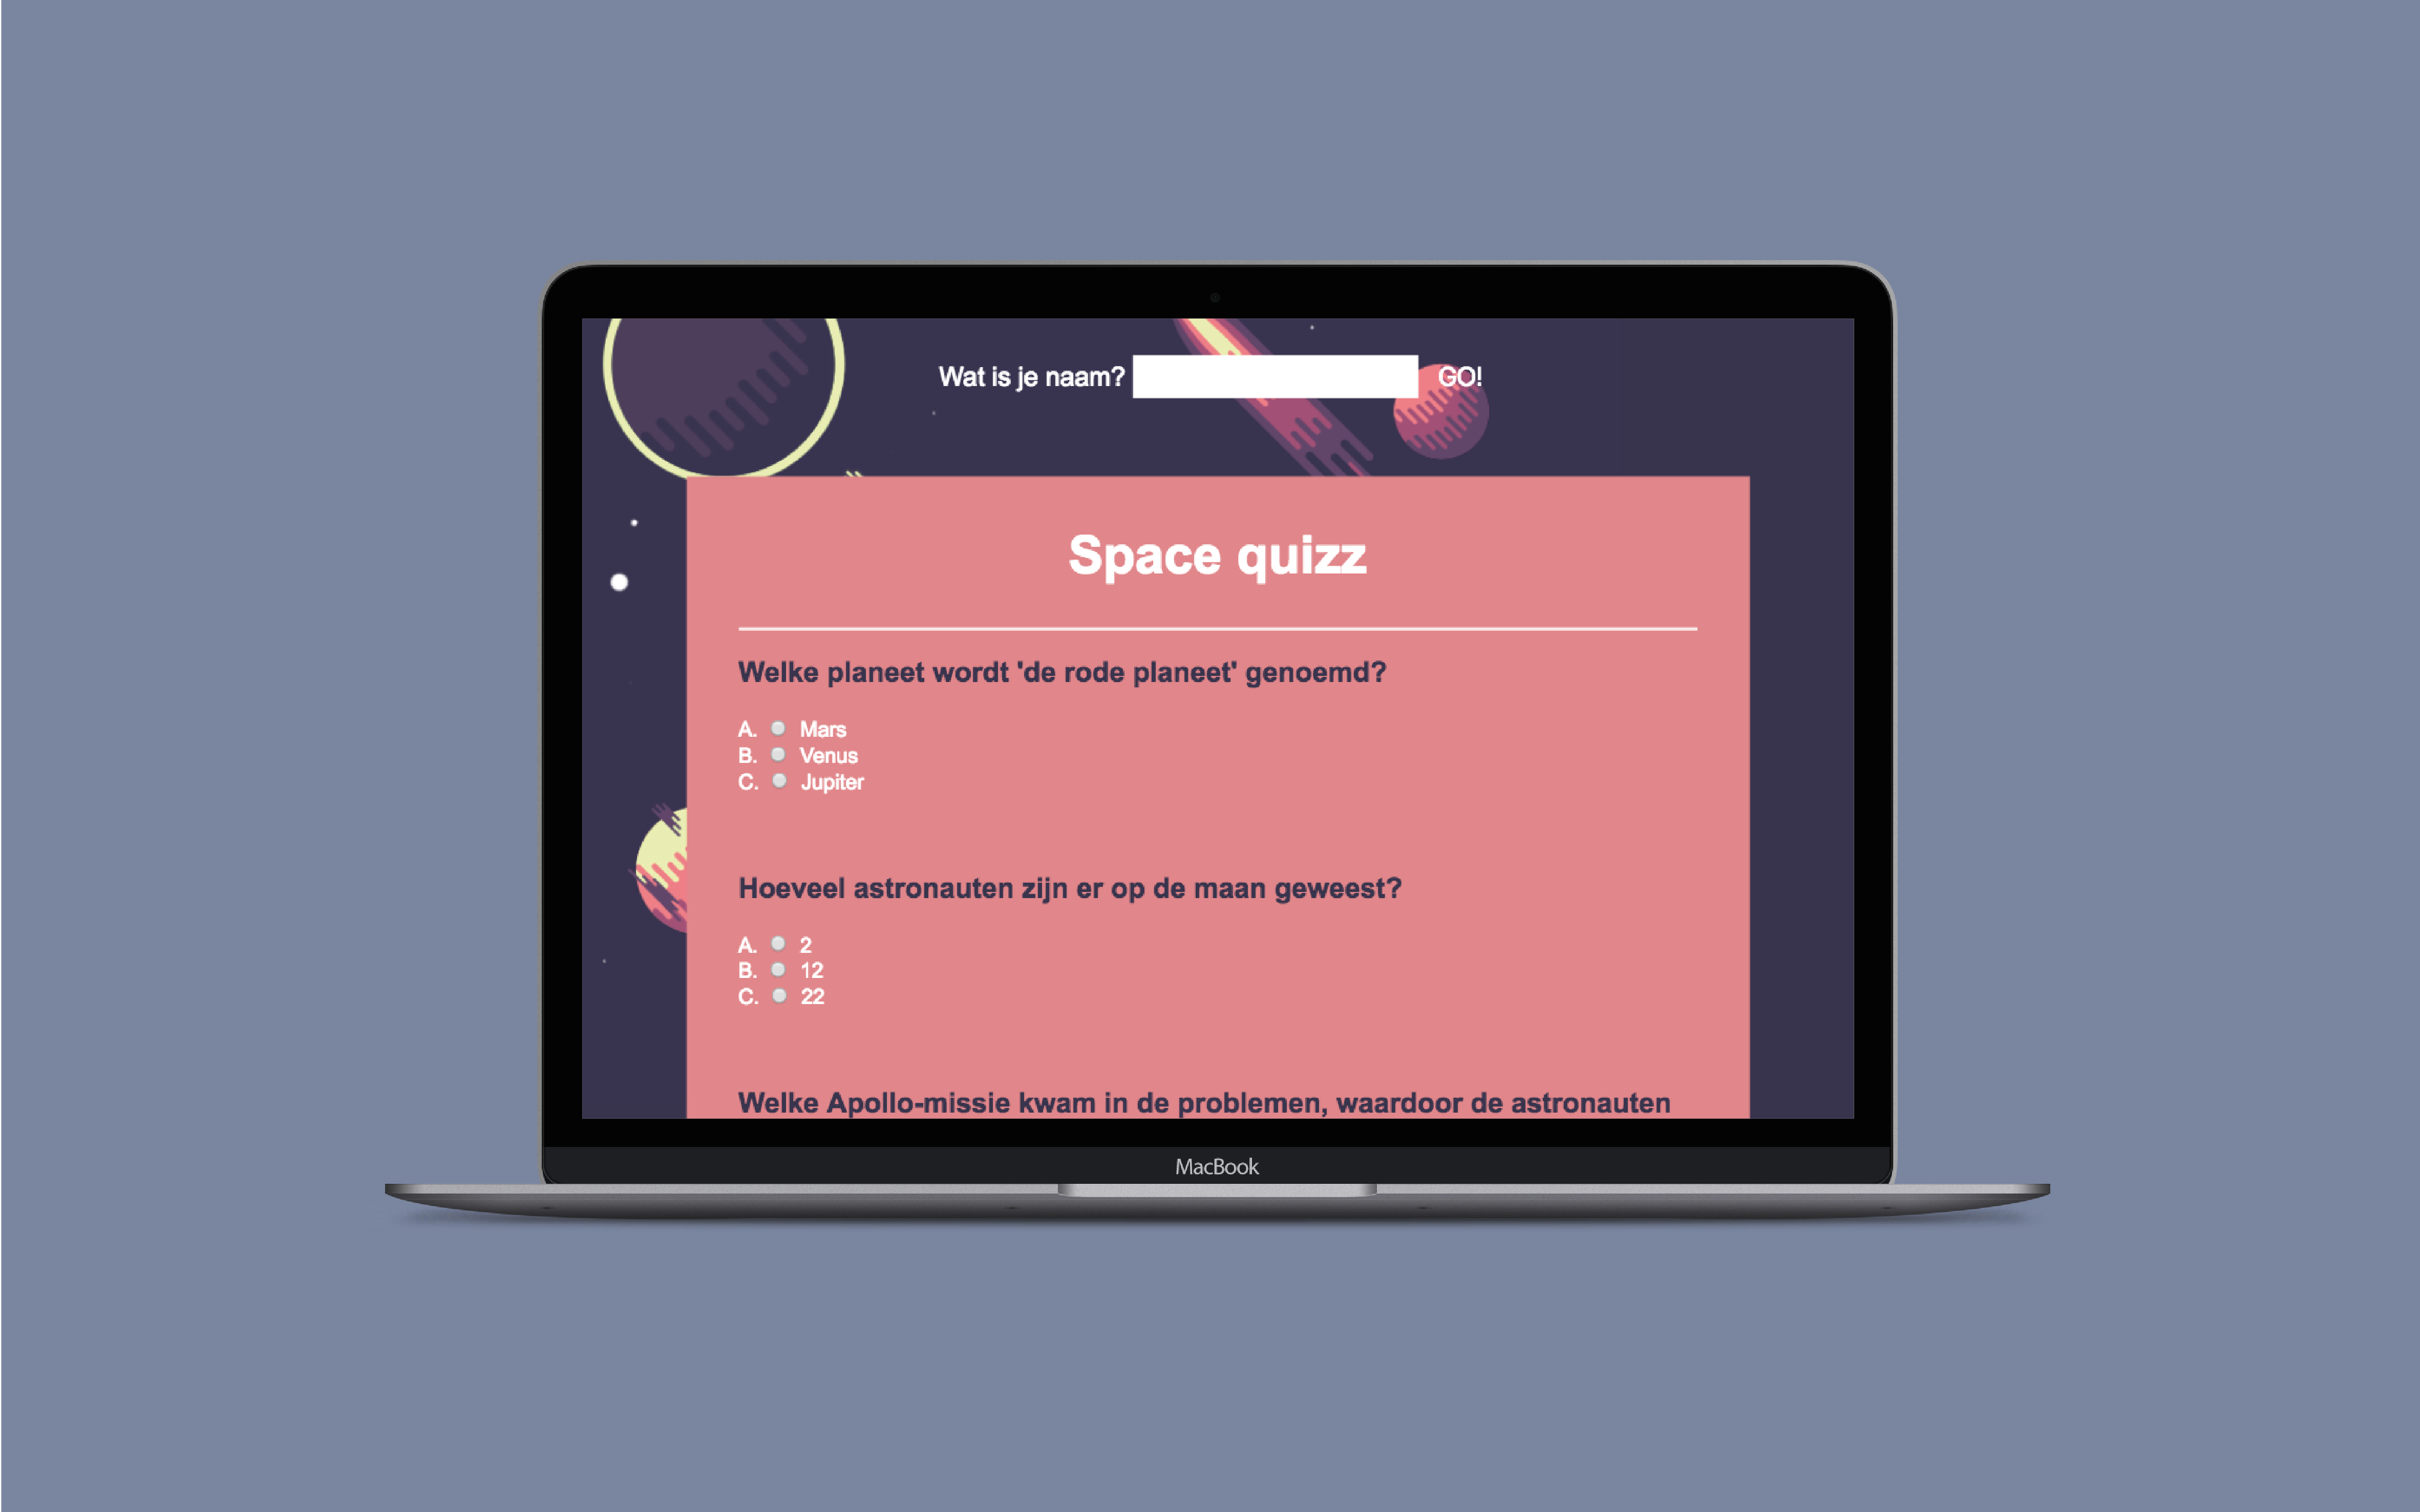 Wat is je naam? GO!
Space quizz
Welke planeet wordt 'de rode planeet' genoemd?
A. Mars
B. Venus
C. Jupiter
Hoeveel astronauten zijn er op de maan geweest?
A. 2
B. 12
C. 22
Welke Apollo-missie kwam in de problemen, waardoor de astronauten
MacBook